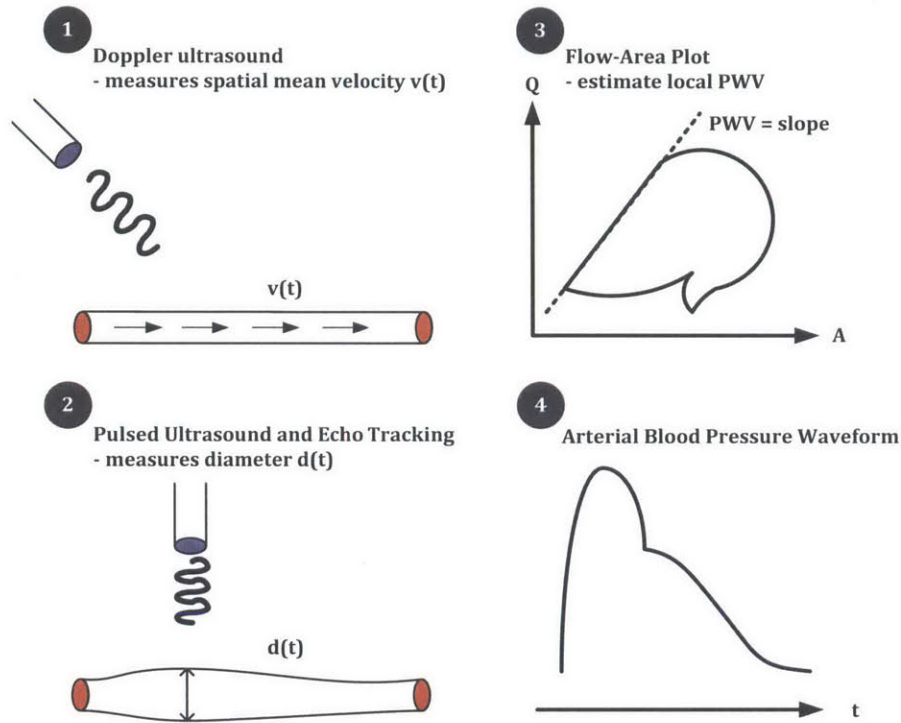 1
Doppler ultrasound
- measures spatial mean velocity v(t)
v(t)
2
Pulsed Ultrasound and Echo Tracking
- measures diameter d(t)
d(t)
3
Flow-Area Plot
- estimate local PWV
Q
PWV = slope
A
4
Arterial Blood Pressure Waveform
t